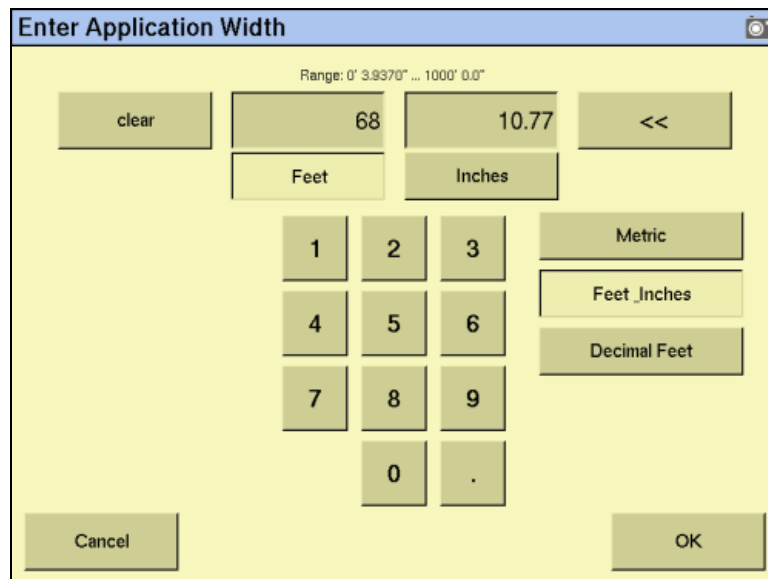 Enter Application Width
Range: 0' 3.9370" ... 1000' 0.0"
clear 68 10.77 <<
Feet Inches
1 2 3 Metric
Feet_Inches
4 5 6
Decimal Feet
7 8 9
0 .
Cancel OK